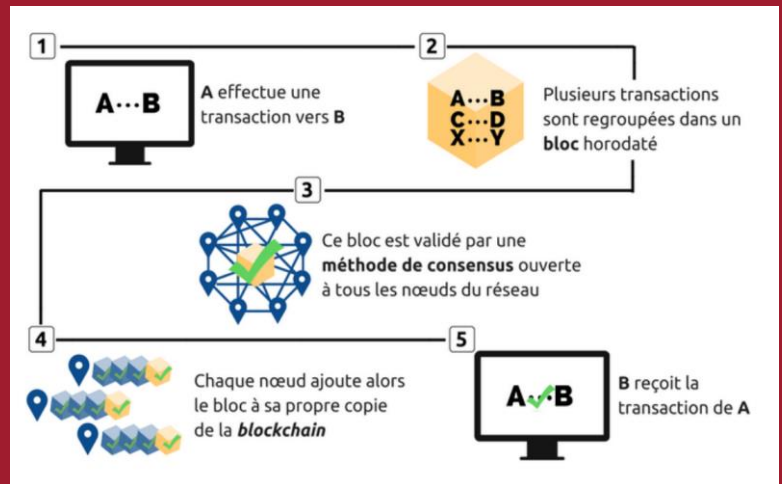 1
A···B
A effectue une
transaction vers B
2
A···B
C···D
X···Y
Plusieurs transactions
sont regroupées dans un
bloc horodaté
3
Ce bloc est validé par une
méthode de consensus ouverte
à tous les nœuds du réseau
4
Chaque nœud ajoute alors
le bloc à sa propre copie
de la blockchain
5
A···B
B reçoit la
transaction de A